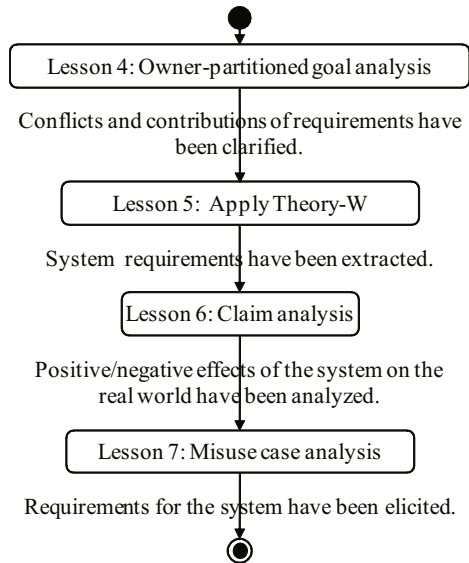 Lesson 4: Owner-partitioned goal analysis
Conflicts and contributions of requirements have
been clarified.
Lesson 5: Apply Theory-W
System requirements have been extracted.
Lesson 6: Claim analysis
Positive/negative effects of the system on the
real world have been analyzed.
Lesson 7: Misuse case analysis
Requirements for the system have been elicited.